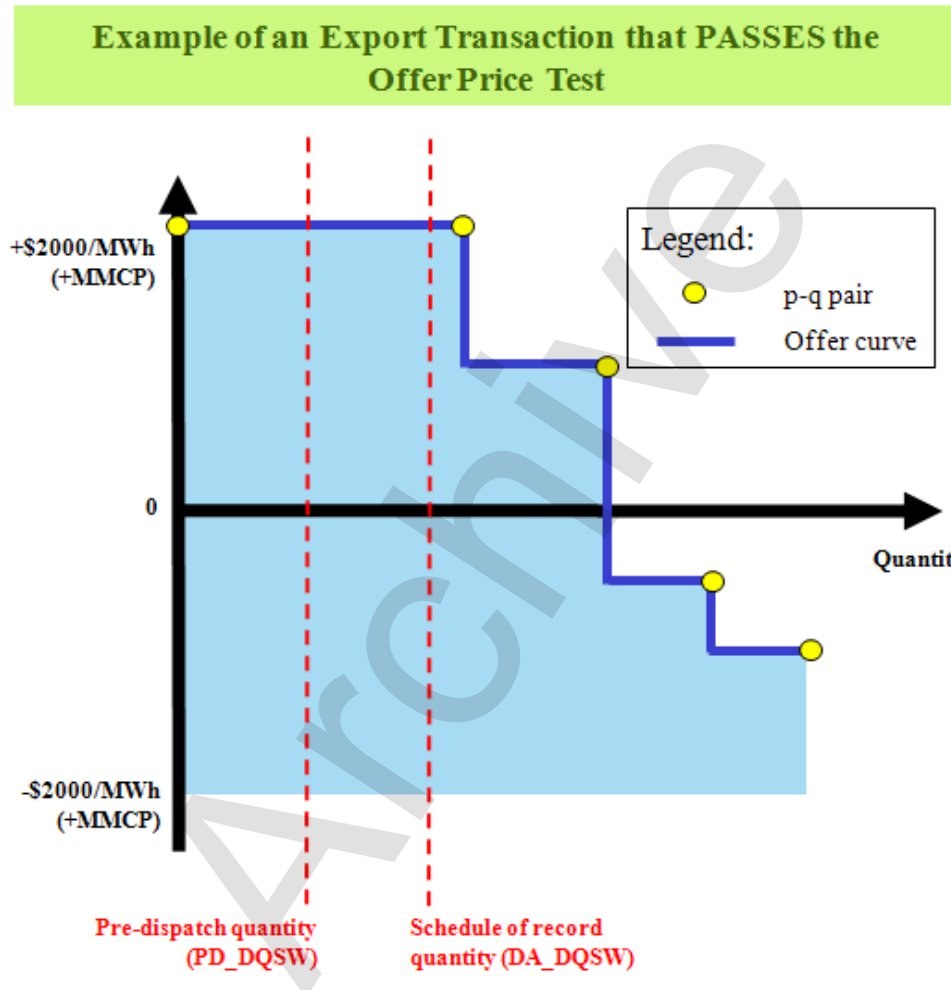 Example of an Export Transaction that PASSES the
Offer Price Test
+$2000/MWh
(+MMCP)
Legend:
p-q pair
Offer curve
0
Quantit
-$2000/MWh
(+MMCP)
Pre-dispatch quantity
(PD_DQSW)
Schedule of record
quantity (DA_DQSW)
Archive